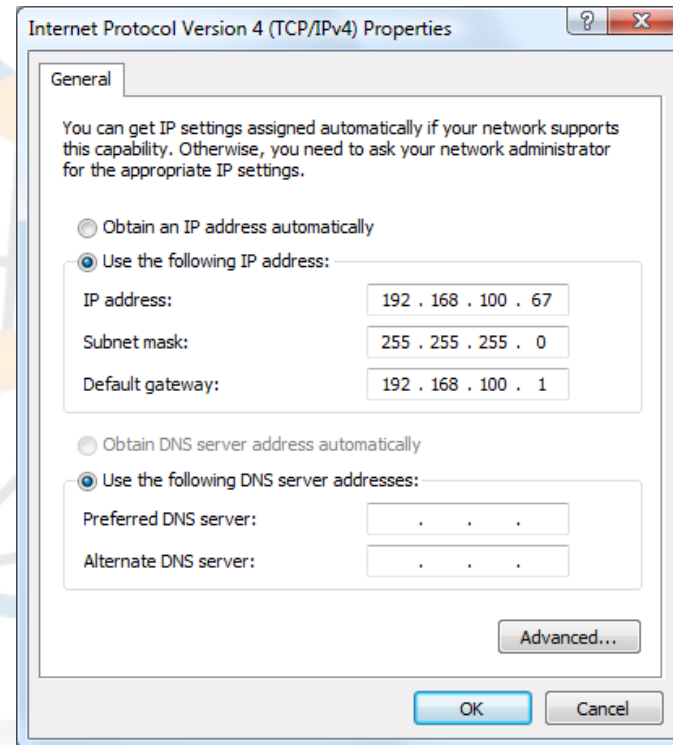 Internet Protocol Version 4 (TCP/IPv4) Properties
General
You can get IP settings assigned automatically if your network supports
this capability. Otherwise, you need to ask your network administrator
for the appropriate IP settings.
Obtain an IP address automatically
Use the following IP address:
IP address: 192 . 168 . 100 . 67
Subnet mask: 255 . 255 . 255 . 0
Default gateway: 192 . 168 . 100 . 1
Obtain DNS server address automatically
Use the following DNS server addresses:
Preferred DNS server: . . .
Alternate DNS server: . . .
Advanced...
OK Cancel